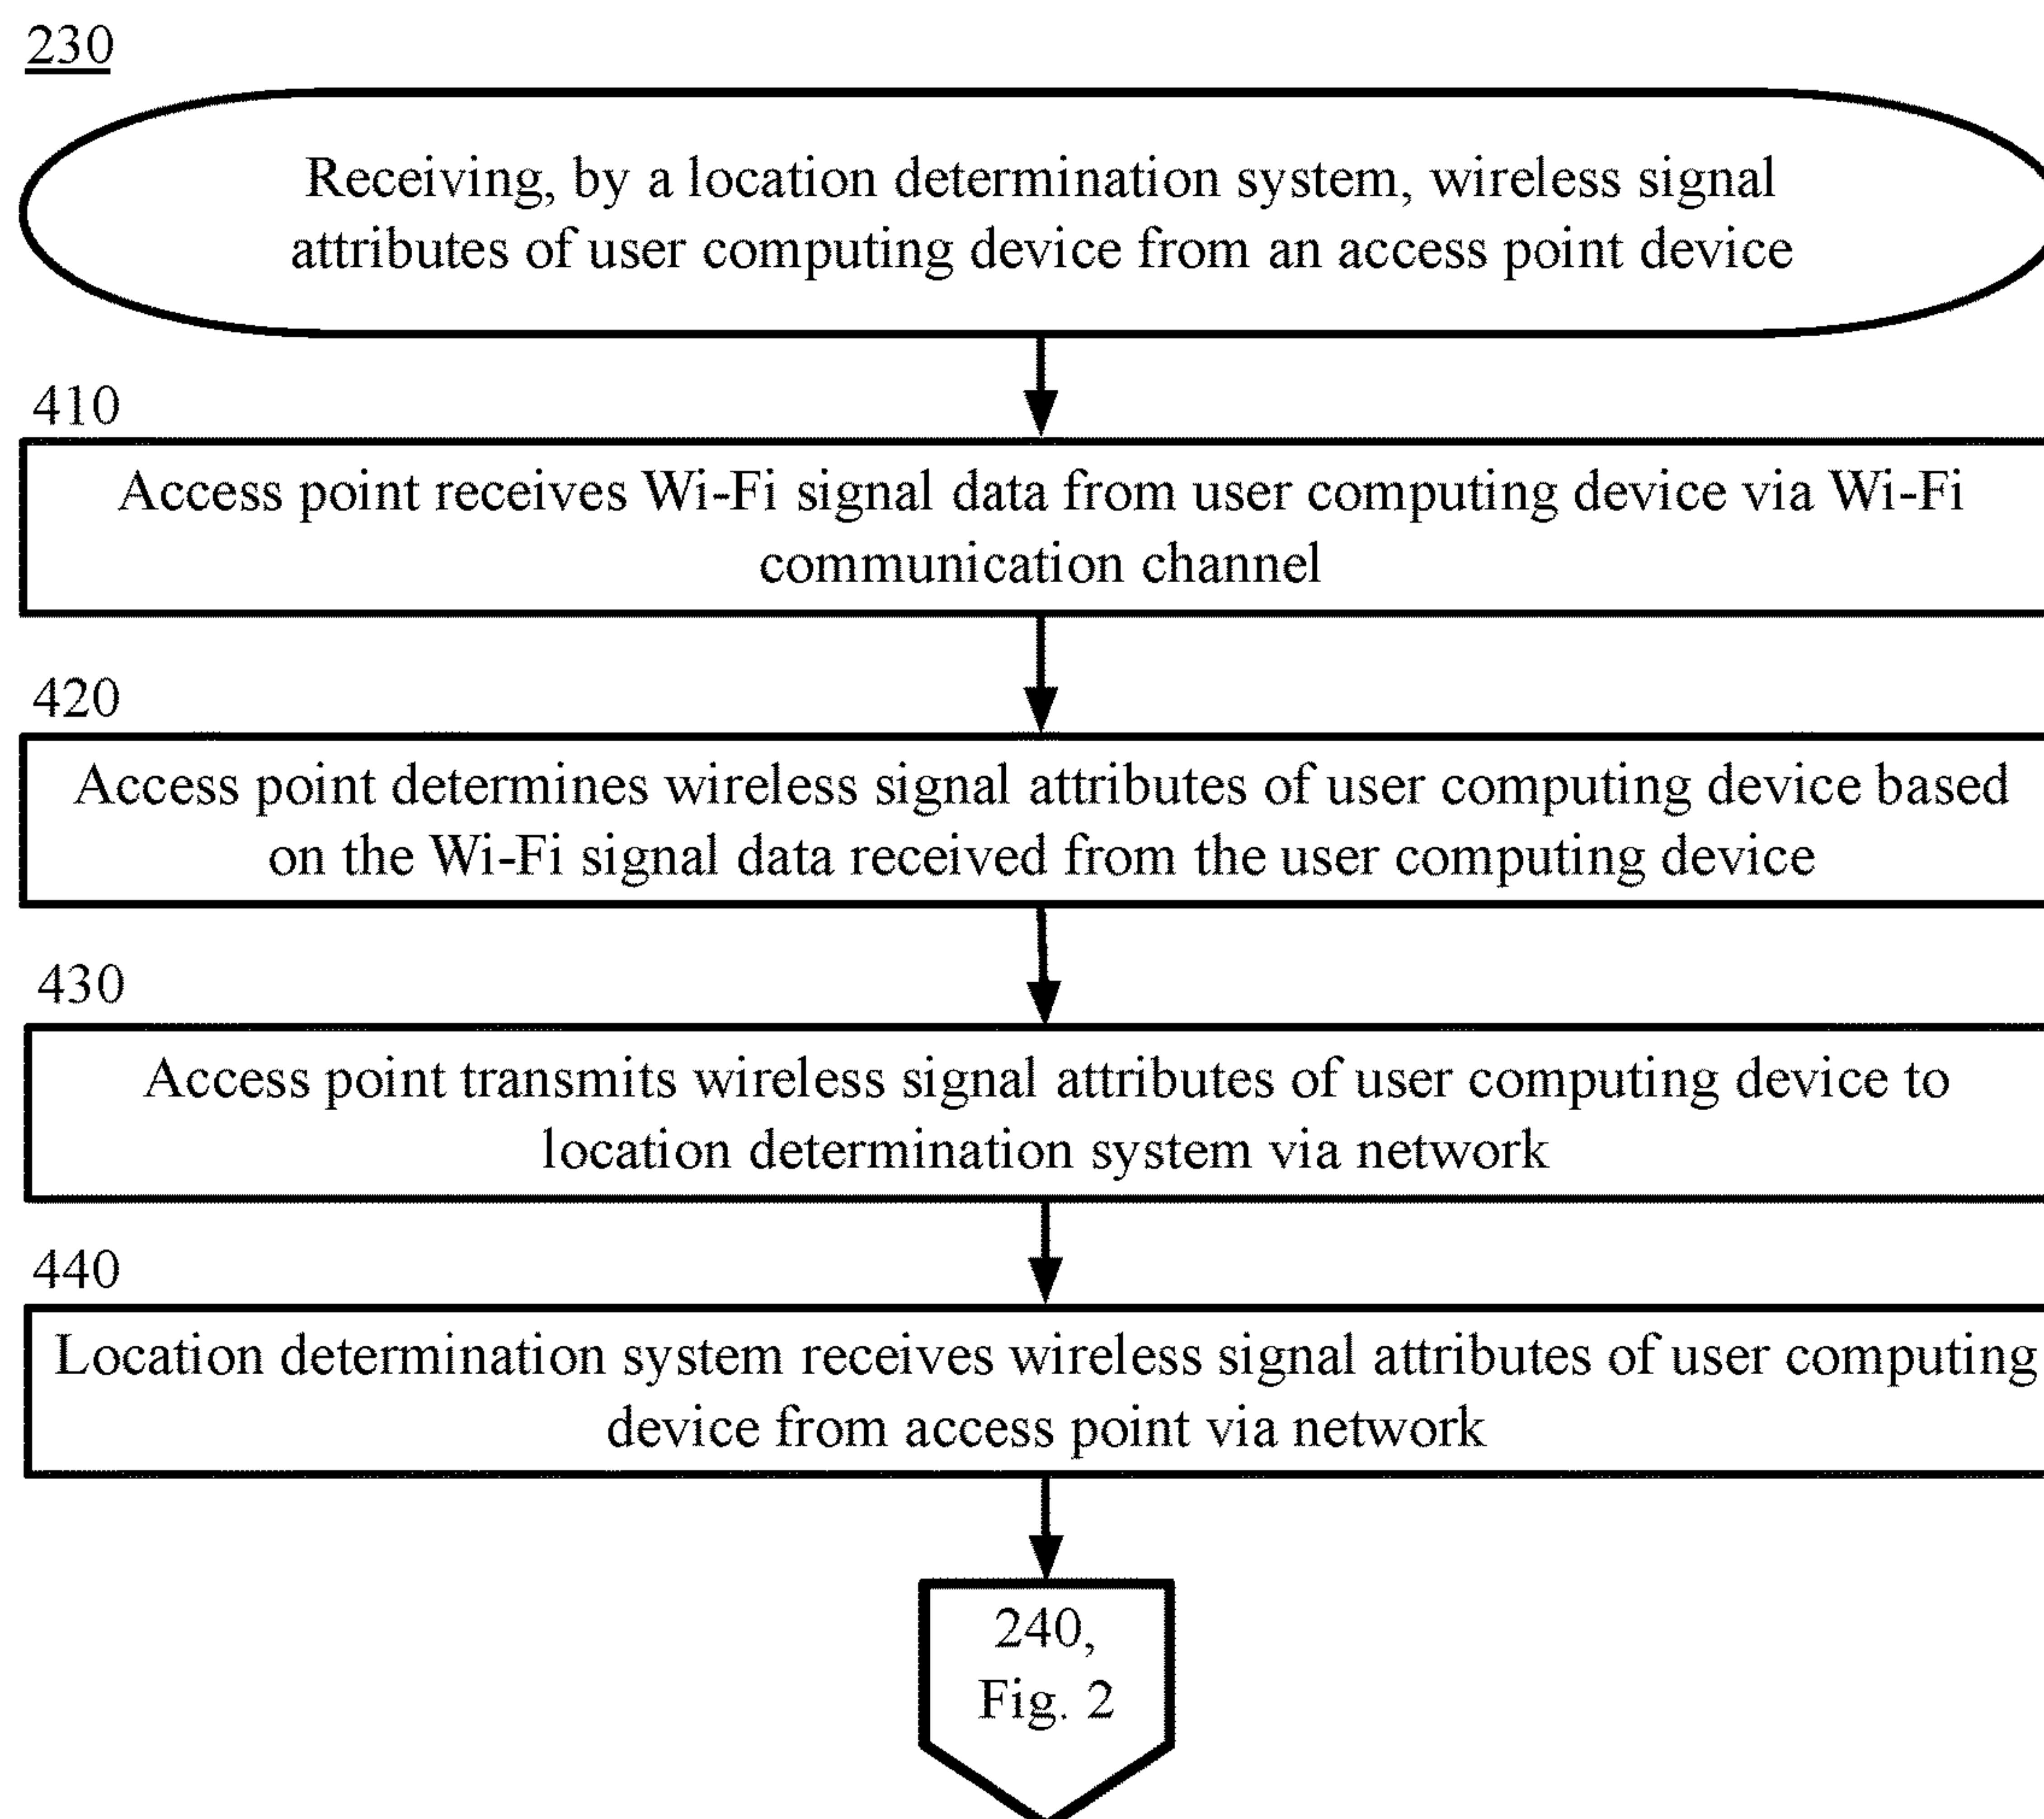 230
Receiving, by a location determination system, wireless signal
attributes of user computing device from an access point device
410
Access point receives Wi-Fi signal data from user computing device via Wi-Fi
communication channel
420
Access point determines wireless signal attributes of user computing device based
on the Wi-Fi signal data received from the user computing device
430
Access point transmits wireless signal attributes of user computing device to
location determination system via network
440
Location determination system receives wireless signal attributes of user computing
device from access point via network
240,
Fig. 2